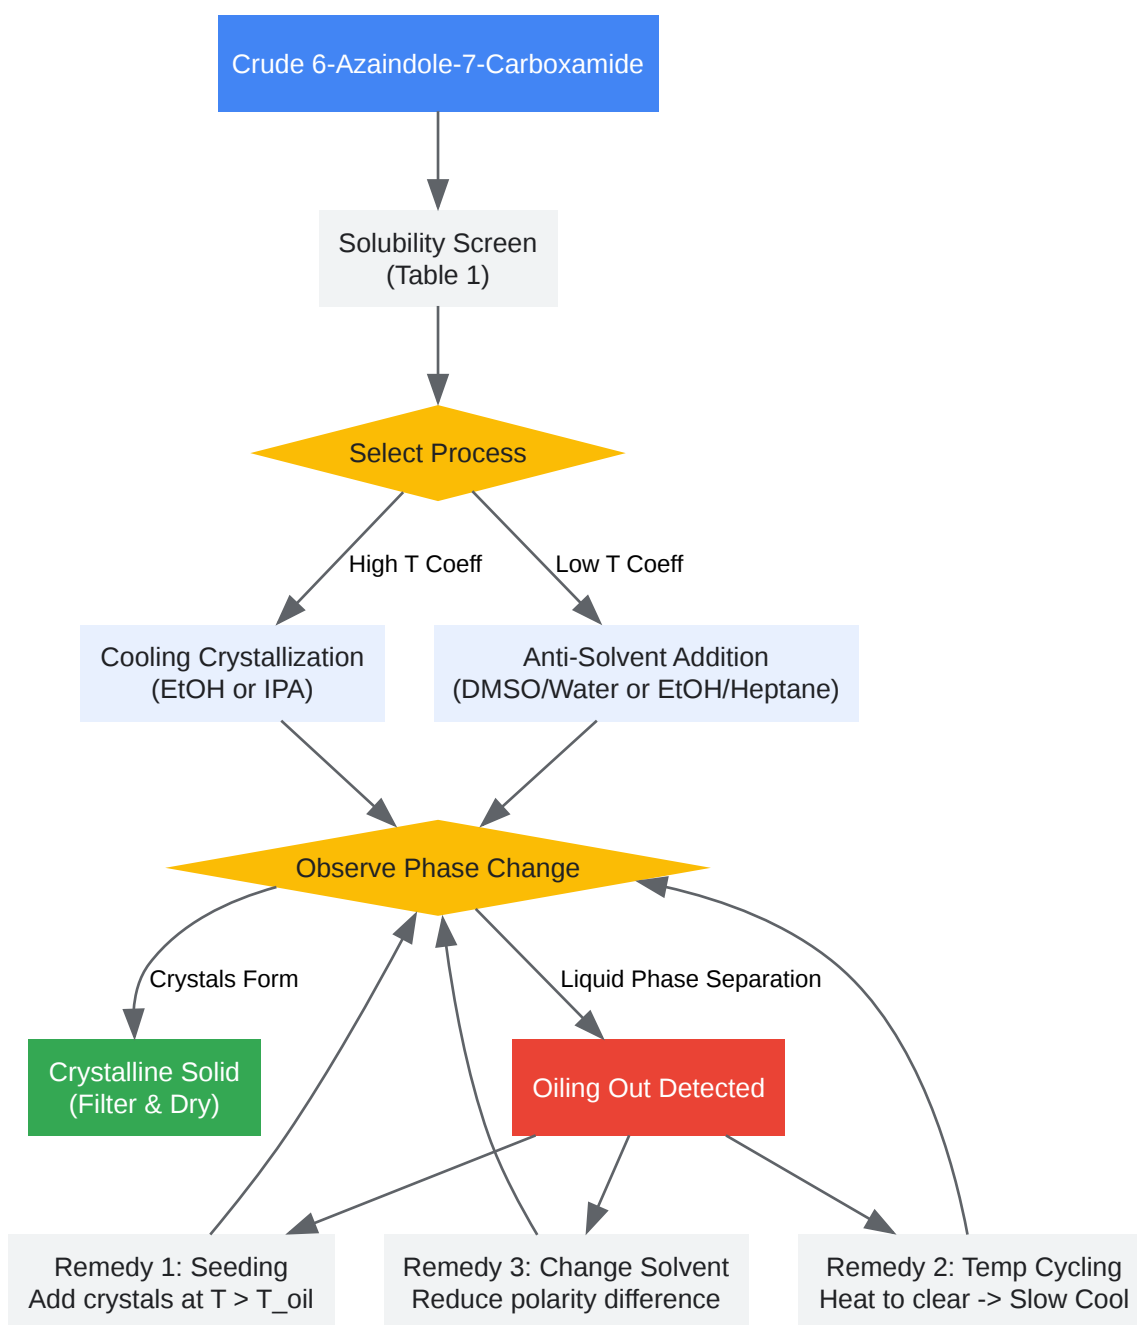 Crude 6-Azaindole-7-Carboxamide
Solubility Screen
(Table 1)
Select Process
High T Coeff
Low T Coeff
Cooling Crystallization
(EtOH or IPA)
Anti-Solvent Addition
(DMSO/Water or EtOH/Heptane)
Observe Phase Change
Crystals Form
Liquid Phase Separation
Crystalline Solid
(Filter & Dry)
Oiling Out Detected
Remedy 1: Seeding
Add crystals at T > T_oil
Remedy 3: Change Solvent
Reduce polarity difference
Remedy 2: Temp Cycling
Heat to clear -> Slow Cool